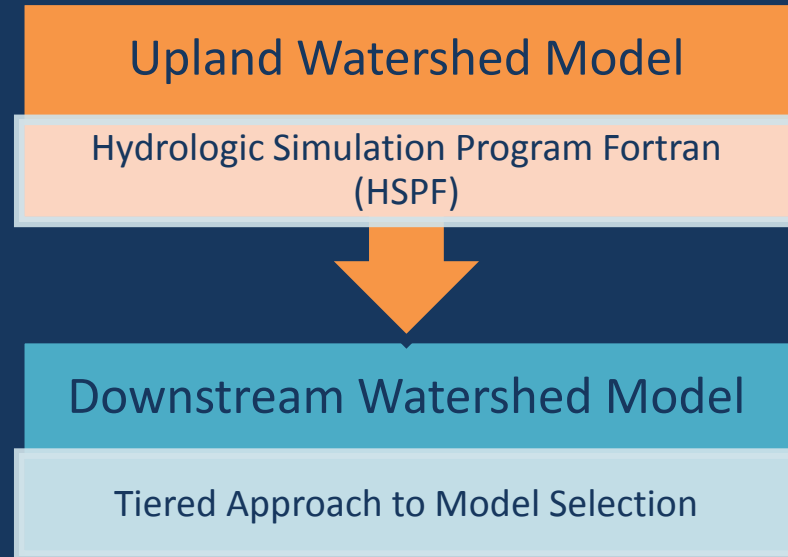 Upland Watershed Model
Hydrologic Simulation Program Fortran
(HSPF)
Downstream Watershed Model
Tiered Approach to Model Selection